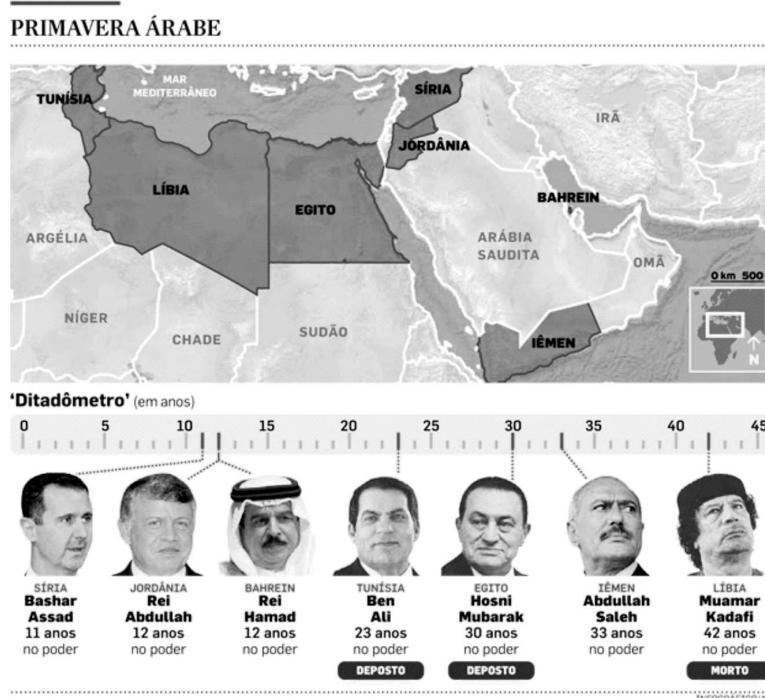 PRIMAVERA ÁRABE
MAR
MEDITERRÂNEO
TUNÍSIA
SÍRIA
IRÃ
JORDÂNIA
LÍBIA
EGITO
BAHREIN
ARGÉLIA
ARÁBIA
SAUDITA
OMÃ
0 km 500
NÍGER
CHADE
SUDÃO
IÊMEN
N
‘Ditadômetro’ (em anos)
0 5 10 15 20 25 30 35 40 45
SÍRIA
Bashar
Assad
11 anos
no poder
JORDÂNIA
Rei
Abdullah
12 anos
no poder
BAHREIN
Rei
Hamad
12 anos
no poder
TUNÍSIA
Ben
Ali
23 anos
no poder
DEPOSTO
EGITO
Hosni
Mubarak
30 anos
no poder
DEPOSTO
IÊMEN
Abdullah
Saleh
33 anos
no poder
LÍBIA
Muamar
Kadafi
42 anos
no poder
MORTO